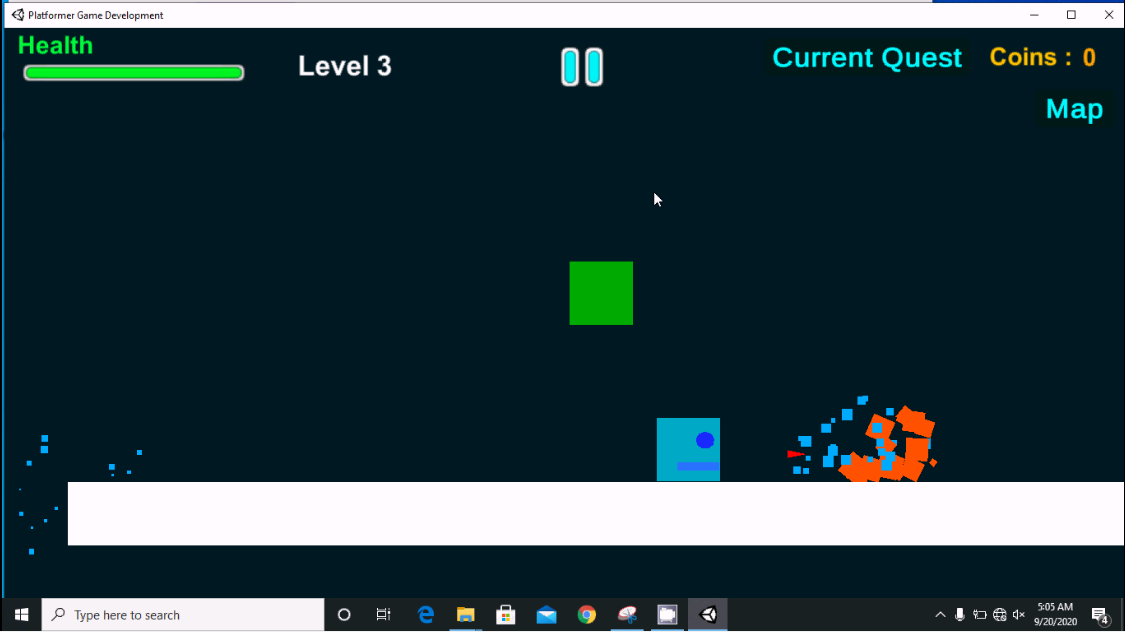 Platformer Game Development
Health
Level 3
Current Quest
Coins : 0
Map
Type here to search
5:05 AM
9/20/2020
4